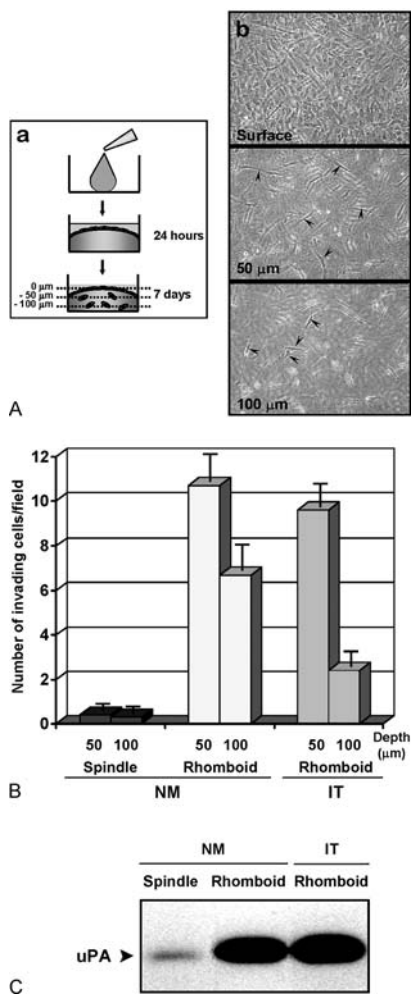 a
24 hours
0 µm
- 50 µm
- 100 µm
7 days
b
Surface
50 µm
100 µm
A
Number of invading cells/field
12
10
8
6
4
2
0
50 100 50 100 50 100 Depth
(µm)
Spindle Rhomboid Rhomboid
NM IT
B
NM IT
Spindle Rhomboid Rhomboid
uPA
C